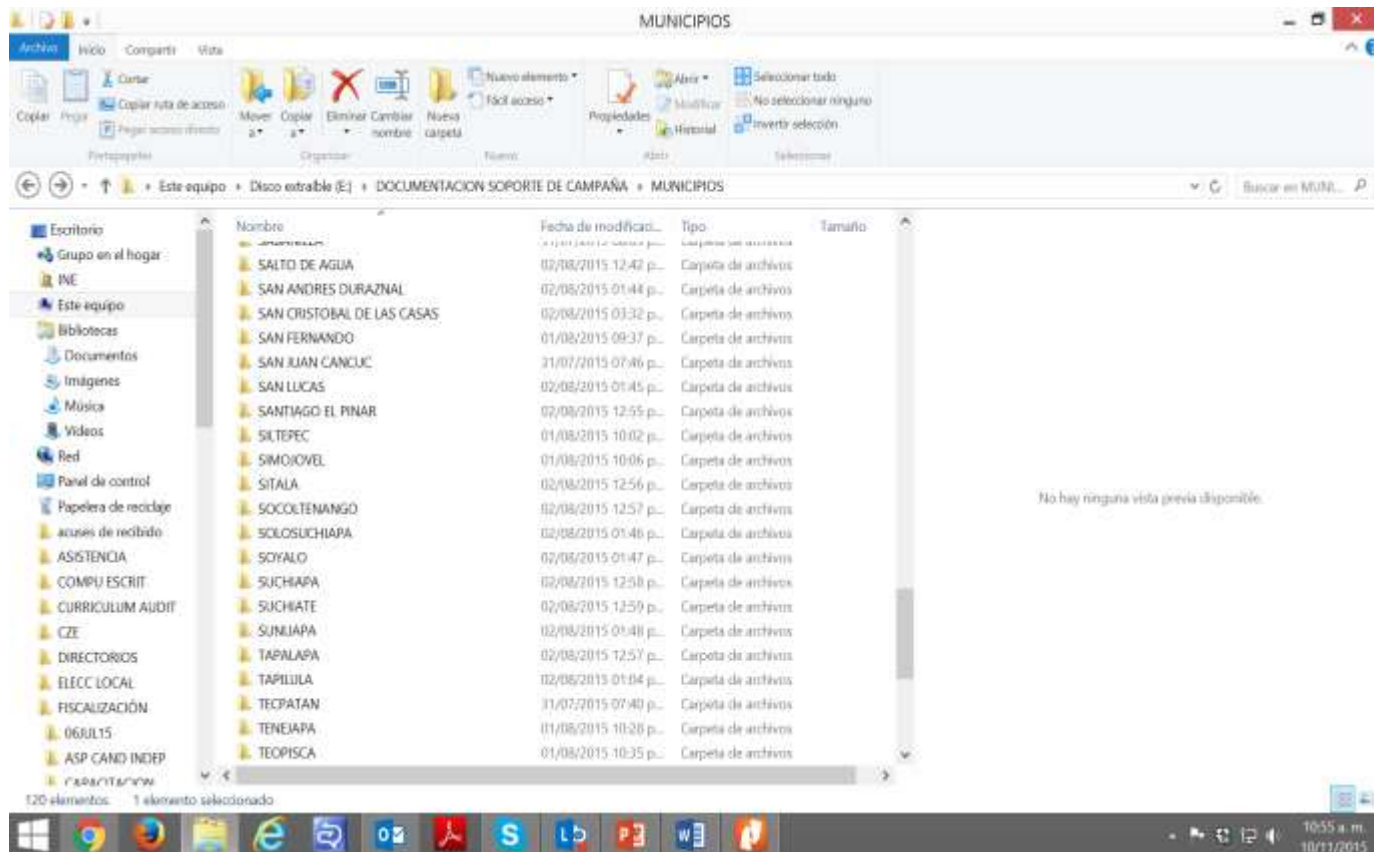 MUNICIPIOS
Archivo Inicio Compartir Vista
Copiar Pegar Cortar
Copiar ruta de acceso
Pegar acceso directo
Mover a Copiar a Eliminar Cambiar nombre Nueva carpeta
Nuevo elemento
Fácil acceso
Propiedades Abrir
Modificar
Historial
Seleccionar todo
No seleccionar ninguno
Invertir selección
Portapapeles Organizar Nuevo Abrir Seleccionar
Este equipo Disco extraíble (E:) DOCUMENTACION SOPORTE DE CAMPAÑA MUNICIPIOS Buscar en MUNI...
Escritorio
Grupo en el hogar
INE
Este equipo
Bibliotecas
Documentos
Imágenes
Música
Videos
Red
Panel de control
Papelera de reciclaje
acuses de recibido
ASISTENCIA
COMPU ESCRIT
CURRICULUM AUDIT
CZE
DIRECTORIOS
ELECC LOCAL
FISCALIZACIÓN
06JUL15
ASP CAND INDEP
CAPACITACION
Nombre Fecha de modificaci... Tipo Tamaño
SALTO DE AGUA 02/08/2015 12:42 p... Carpeta de archivos
SAN ANDRES DURAZNAL 02/08/2015 01:44 p... Carpeta de archivos
SAN CRISTOBAL DE LAS CASAS 02/08/2015 03:32 p... Carpeta de archivos
SAN FERNANDO 01/08/2015 09:37 p... Carpeta de archivos
SAN JUAN CANCUC 31/07/2015 07:46 p... Carpeta de archivos
SAN LUCAS 02/08/2015 01:45 p... Carpeta de archivos
SANTIAGO EL PINAR 02/08/2015 12:55 p... Carpeta de archivos
SILTEPEC 01/08/2015 10:02 p... Carpeta de archivos
SIMOJOVEL 01/08/2015 10:06 p... Carpeta de archivos
SITALA 02/08/2015 12:56 p... Carpeta de archivos
SOCOLTENANGO 02/08/2015 12:57 p... Carpeta de archivos
SOLOSUCHIAPA 02/08/2015 01:46 p... Carpeta de archivos
SOYALO 02/08/2015 01:47 p... Carpeta de archivos
SUCHIAPA 02/08/2015 12:58 p... Carpeta de archivos
SUCHIATE 02/08/2015 12:59 p... Carpeta de archivos
SUNUAPA 02/08/2015 01:48 p... Carpeta de archivos
TAPALAPA 02/08/2015 12:57 p... Carpeta de archivos
TAPILULA 02/08/2015 01:04 p... Carpeta de archivos
TECPATAN 31/07/2015 07:40 p... Carpeta de archivos
TENEJAPA 01/08/2015 10:28 p... Carpeta de archivos
TEOPISCA 01/08/2015 10:35 p... Carpeta de archivos
No hay ninguna vista previa disponible.
120 elementos 1 elemento seleccionado
10:55 a. m.
10/11/2015